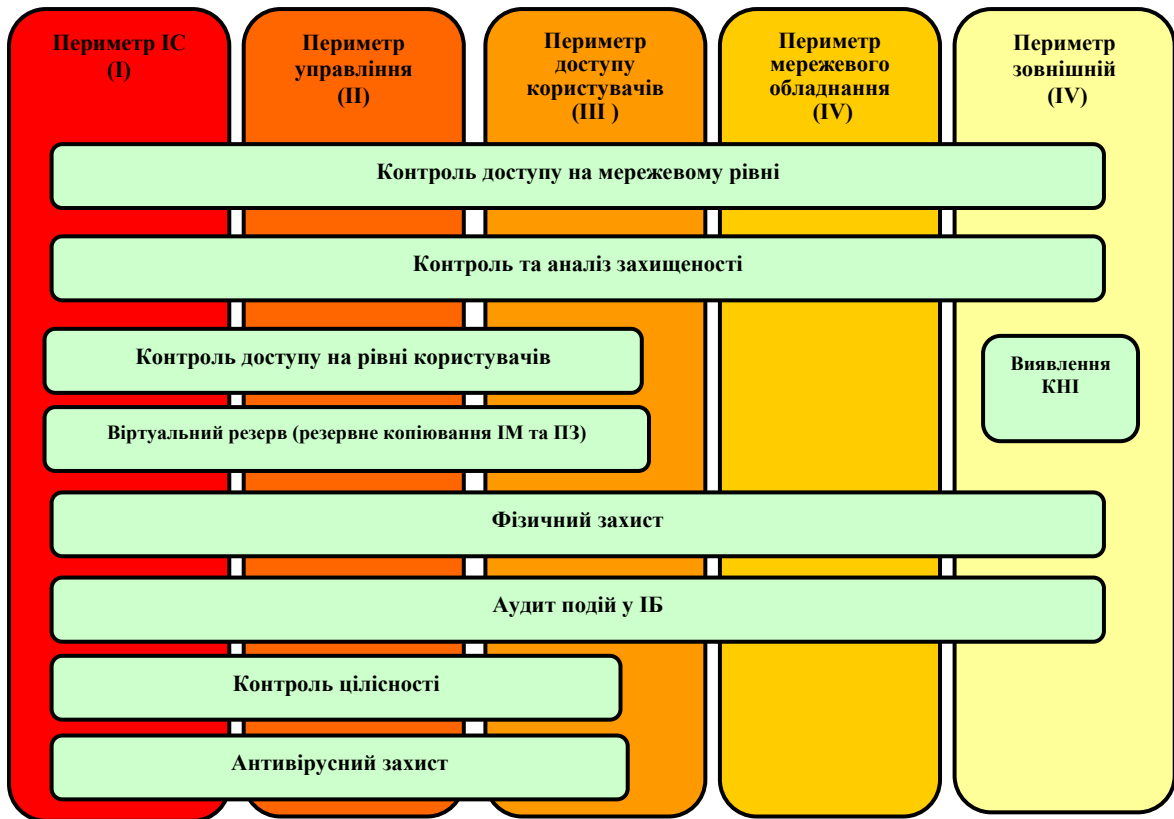 Периметр ІС
(I)
Периметр
управління
(II)
Периметр
доступу
користувачів
(III )
Периметр
мережевого
обладнання
(IV)
Периметр
зовнішній
(IV)
Контроль доступу на мережевому рівні
Контроль та аналіз захищеності
Контроль доступу на рівні користувачів
Виявлення
КНІ
Віртуальний резерв (резервне копіювання ІМ та ПЗ)
Фізичний захист
Аудит подій у ІБ
Контроль цілісності
Антивірусний захист